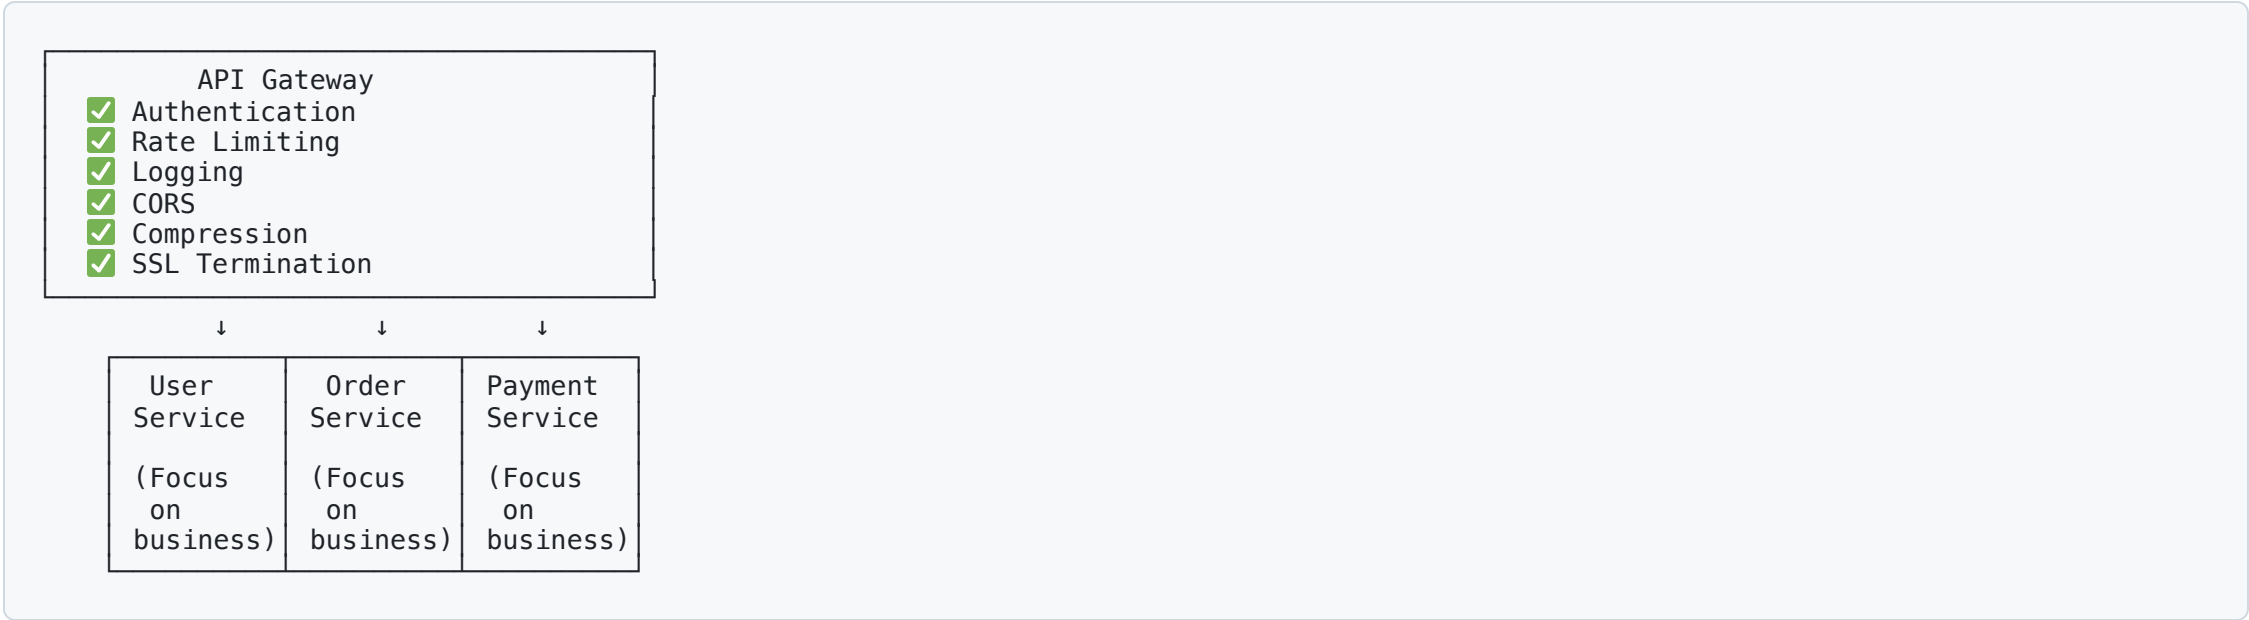 API Gateway
✅ Authentication
✅ Rate Limiting
✅ Logging
✅ CORS
✅ Compression
✅ SSL Termination
↓ ↓ ↓
User Order Payment
Service Service Service
(Focus (Focus (Focus
on on on
business) business) business)